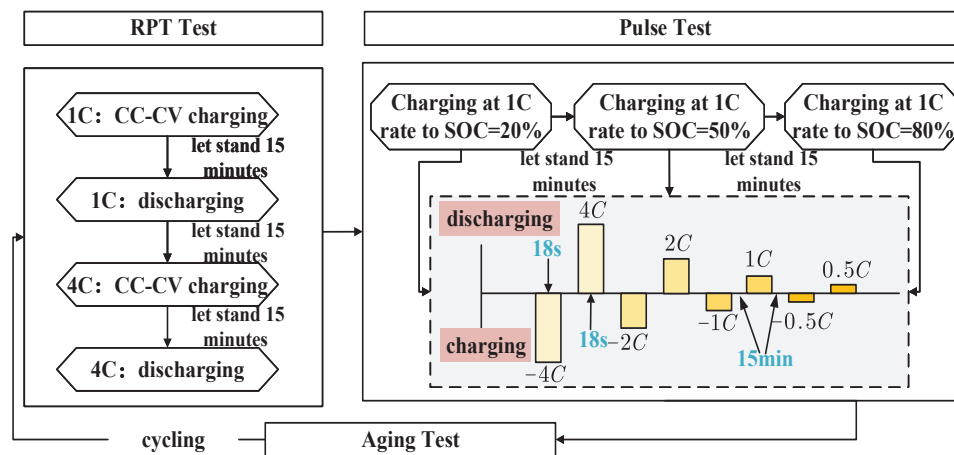 RPT Test
Pulse Test
1C： CC-CV charging
let stand 15
minutes
1C： discharging
let stand 15
minutes
4C： CC-CV charging
let stand 15
minutes
4C： discharging
Charging at 1C
rate to SOC=20%
Charging at 1C
rate to SOC=50%
Charging at 1C
rate to SOC=80%
let stand 15
minutes
let stand 15
minutes
discharging
charging
18s
18s
15min
-4C
4C
-2C
2C
-1C
1C
-0.5C
0.5C
cycling
Aging Test